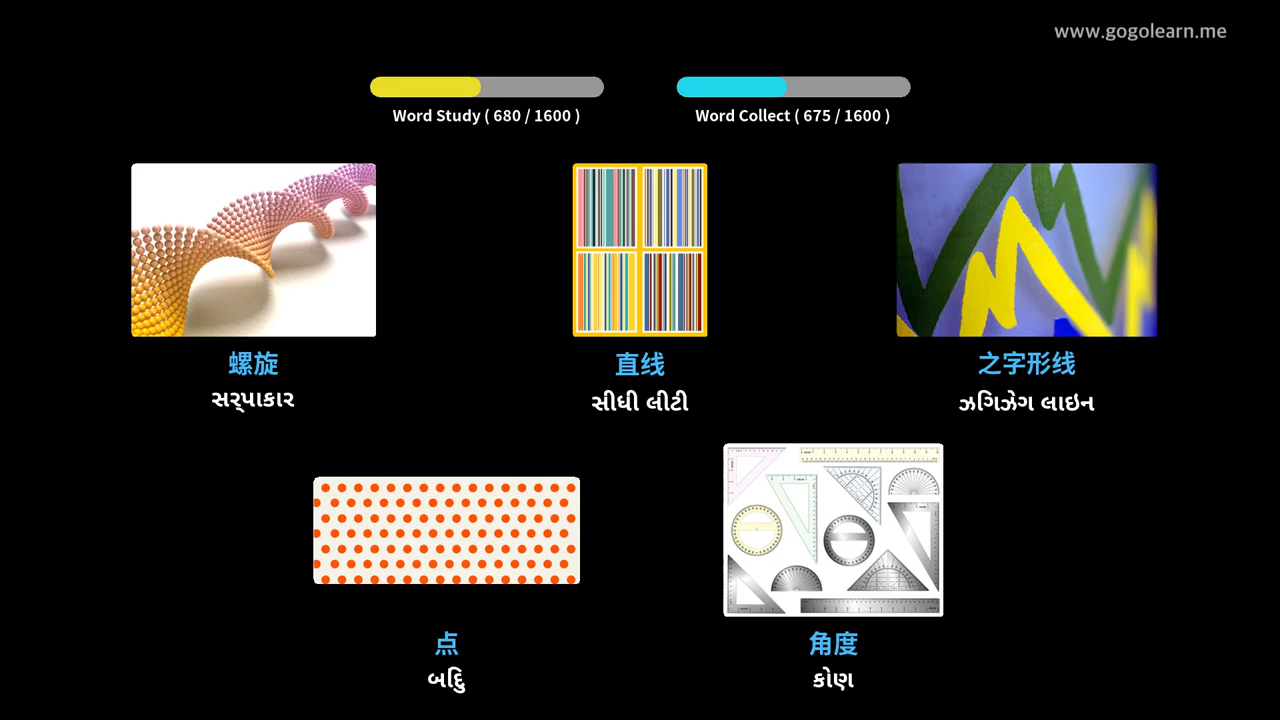 www.gogolearn.me
Word Study ( 680 / 1600 )
Word Collect ( 675 / 1600 )
螺旋
સર્પાકાર
直线
સીધી લીટી
之字形线
ઝિગઝેગ લાઇન
点
બિંદુ
角度
કોણ